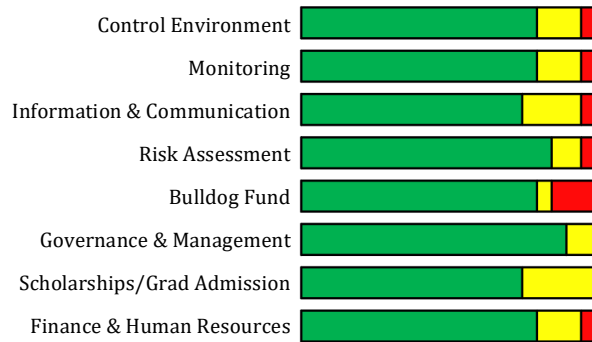 Control Environment
Monitoring
Information & Communication
Risk Assessment
Bulldog Fund
Governance & Management
Scholarships/Grad Admission
Finance & Human Resources